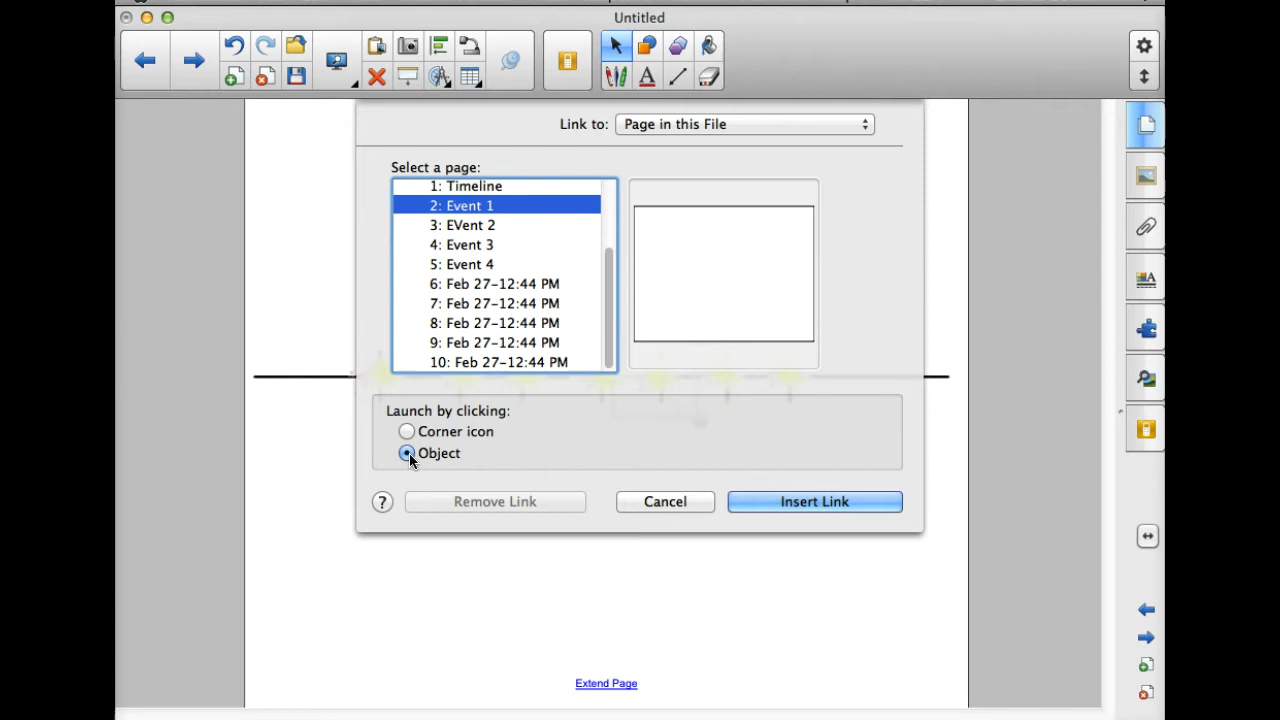 Untitled
Link to: Page in this File
Select a page:
1: Timeline
2: Event 1
3: EVent 2
4: Event 3
5: Event 4
6: Feb 27-12:44 PM
7: Feb 27-12:44 PM
8: Feb 27-12:44 PM
9: Feb 27-12:44 PM
10: Feb 27-12:44 PM
Launch by clicking:
Corner icon
Object
? Remove Link Cancel Insert Link
Extend Page